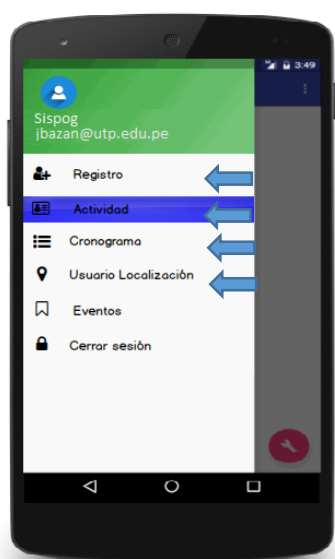 3:49
Sispog
jbazan@utp.edu.pe
Registro
Actividad
Cronograma
Usuario Localización
Eventos
Cerrar sesión